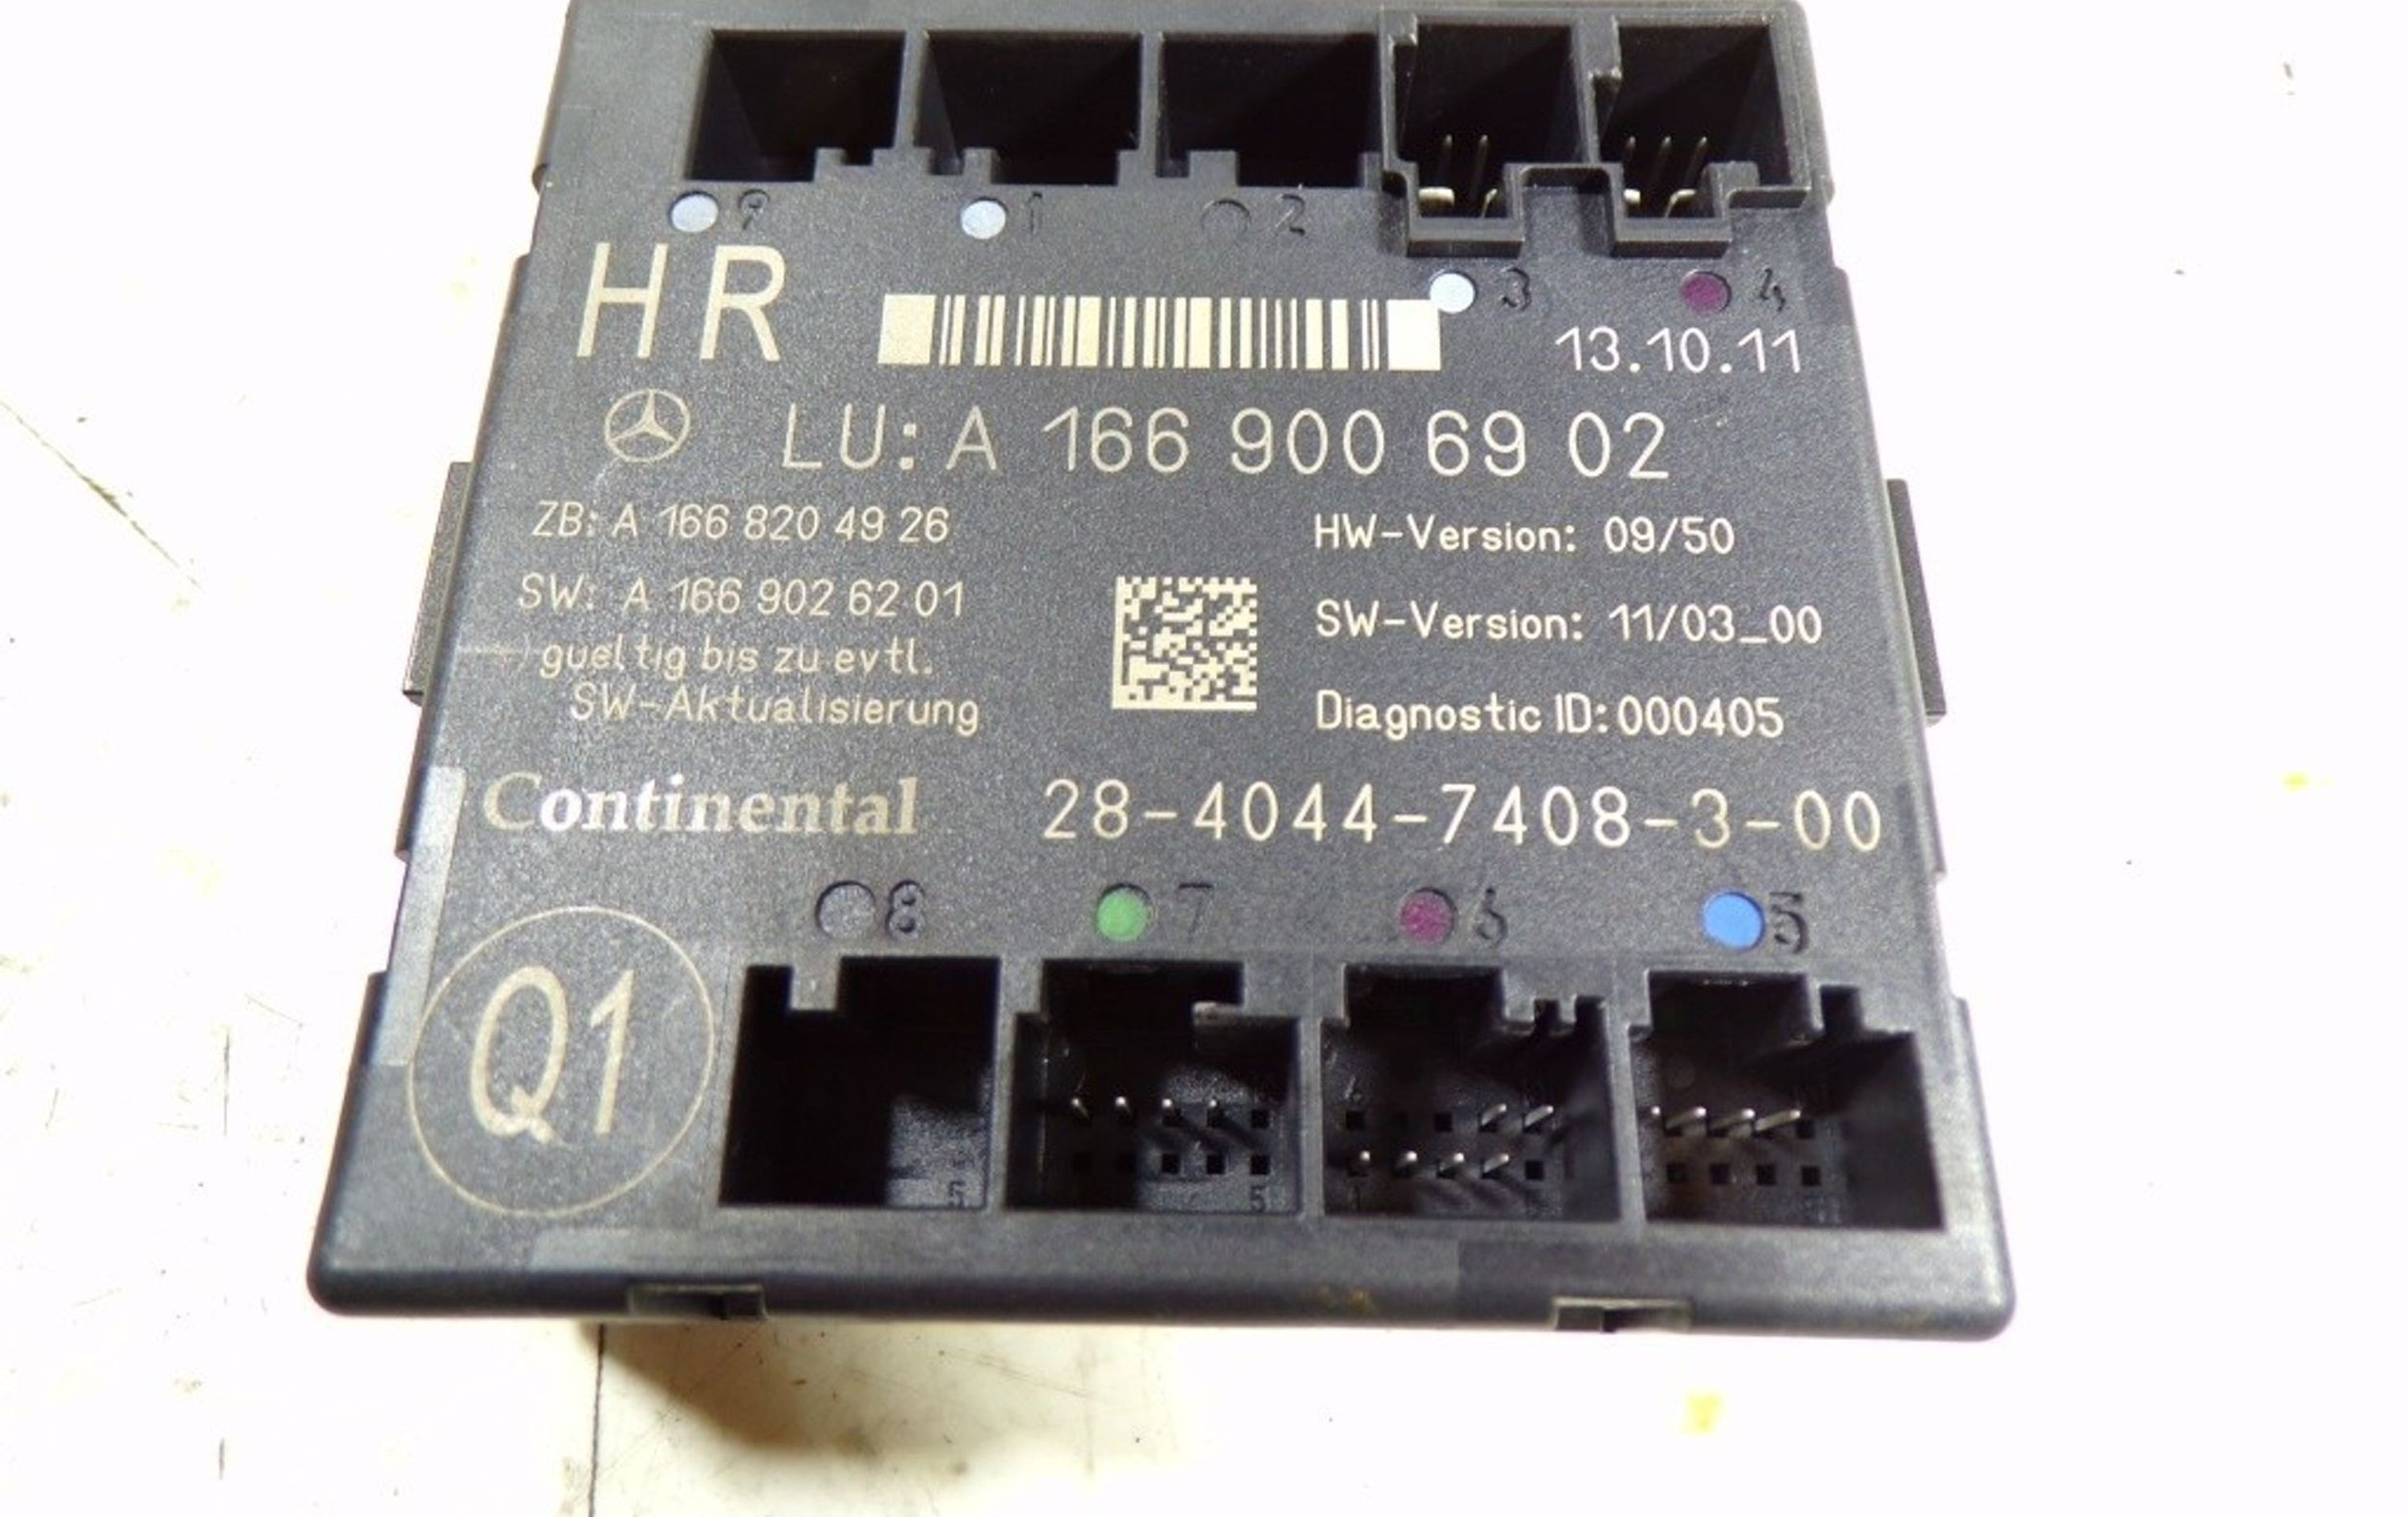 9 1 2
3 4
HR
13.10.11
LU: A 166 900 69 02
ZB: A 166 820 49 26
HW-Version: 09/50
SW: A 166 902 62 01
SW-Version: 11/03_00
gueltig bis zu evtl.
SW-Aktualisierung
Diagnostic ID: 000405
Continental 28-4044-7408-3-00
8 7 6 5
Q1
5 5